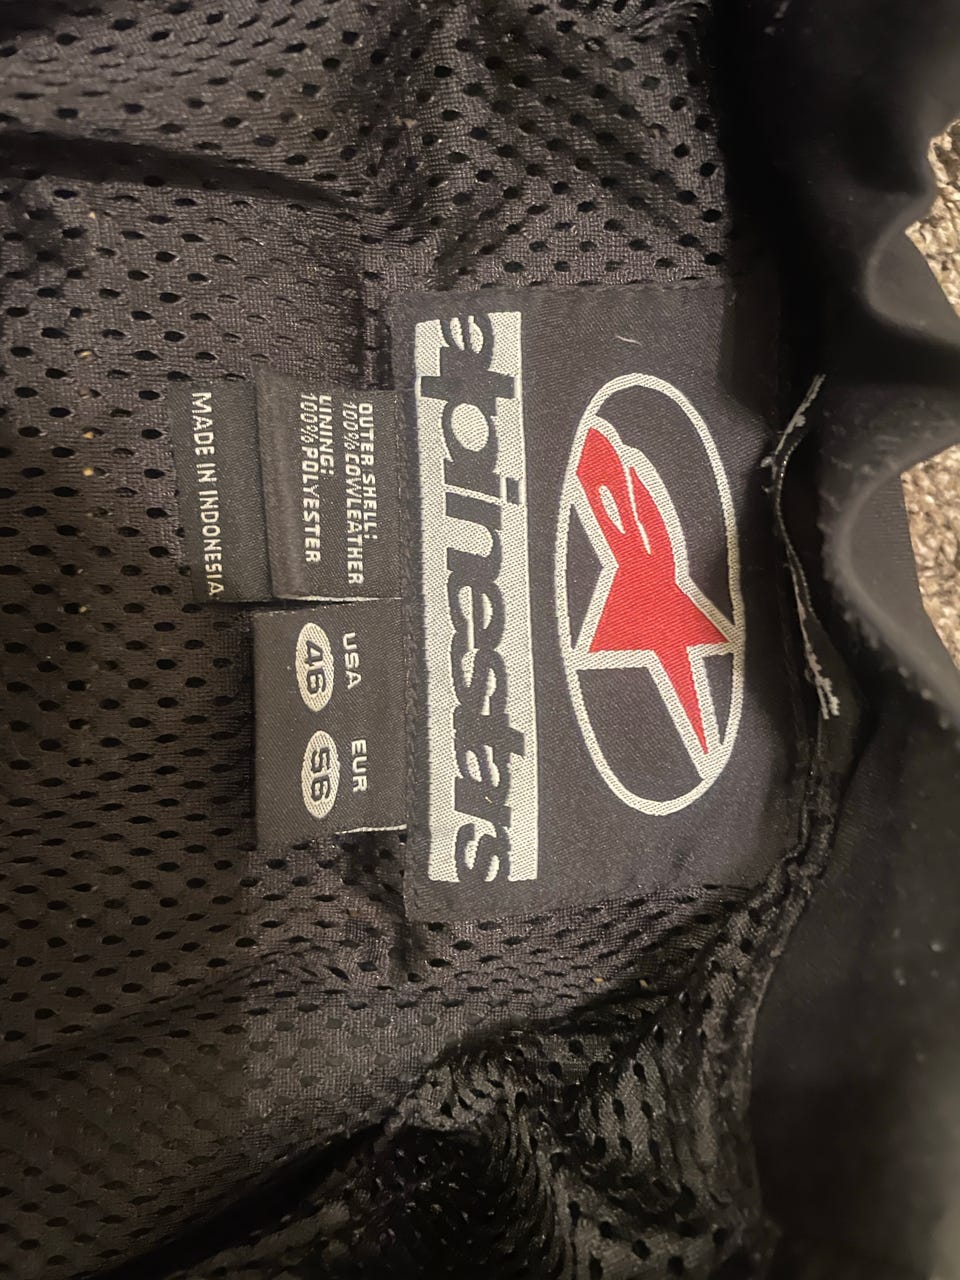 alpinestars
OUTER SHELL:
100% COWLEATHER
LINING:
100% POLYESTER
MADE IN INDONESIA
USA EUR
46 56